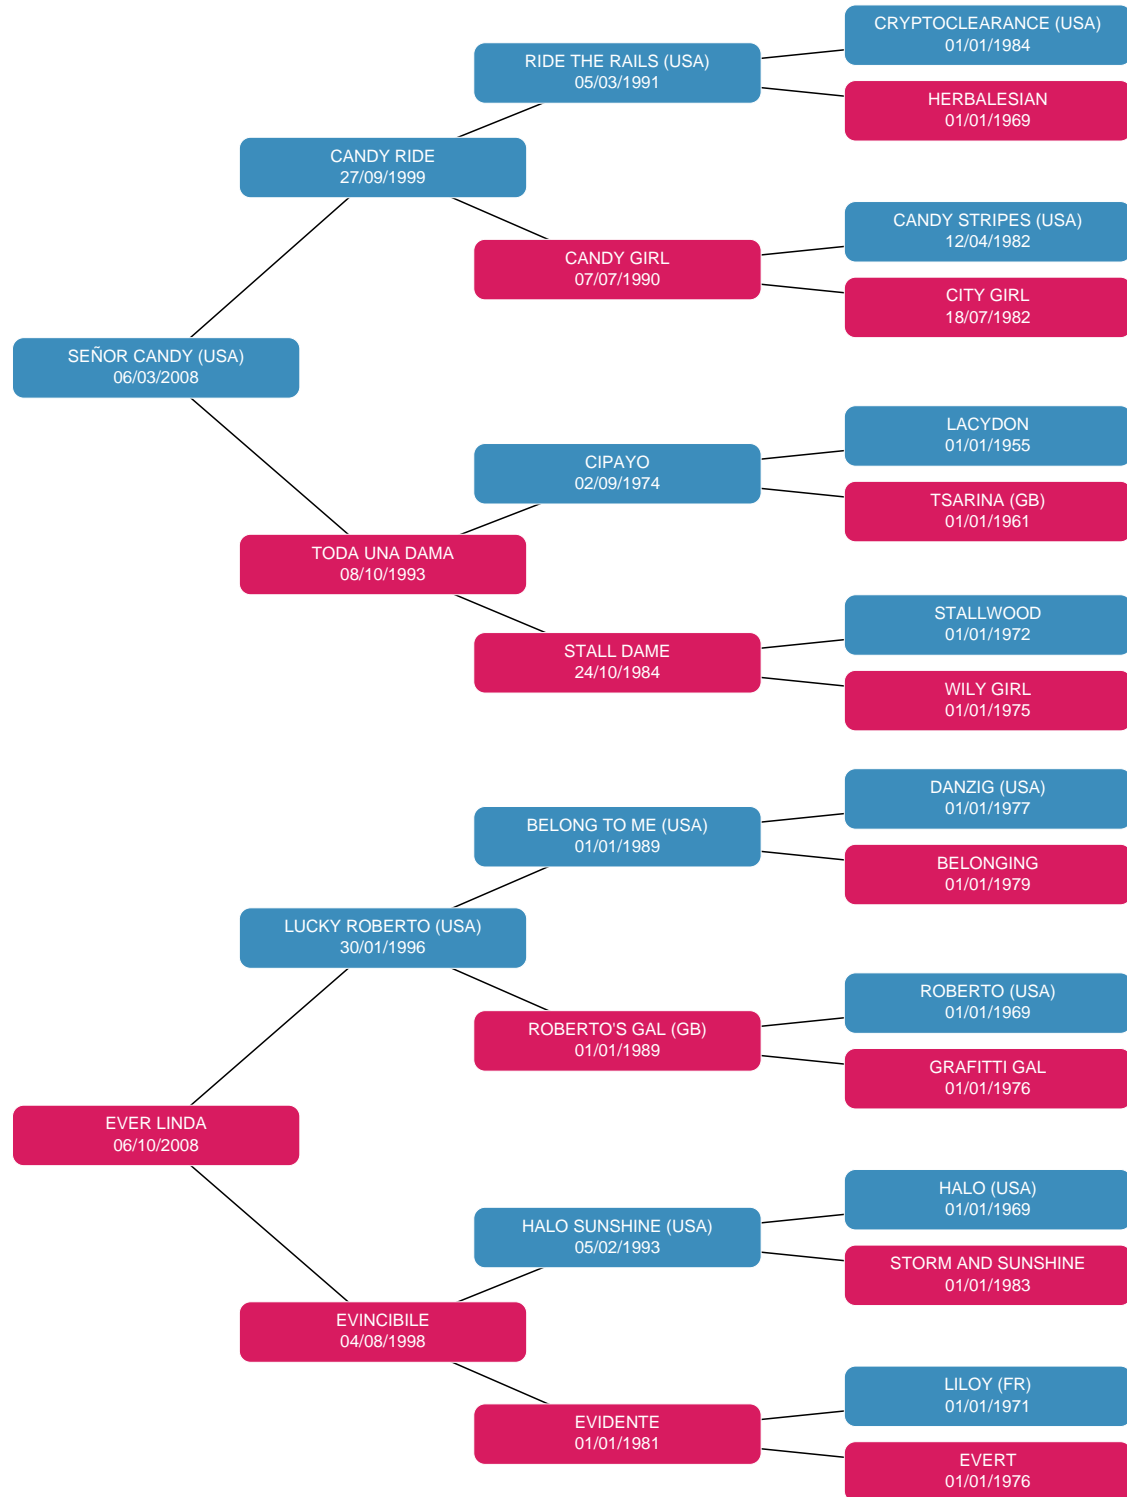 CRYPTOCLEARANCE (USA)
01/01/1984
RIDE THE RAILS (USA)
05/03/1991
HERBALESIAN
01/01/1969
CANDY RIDE
27/09/1999
CANDY STRIPES (USA)
12/04/1982
CANDY GIRL
07/07/1990
CITY GIRL
18/07/1982
SEÑOR CANDY (USA)
06/03/2008
LACYDON
01/01/1955
CIPAYO
02/09/1974
TSARINA (GB)
01/01/1961
TODA UNA DAMA
08/10/1993
STALLWOOD
01/01/1972
STALL DAME
24/10/1984
WILY GIRL
01/01/1975
DANZIG (USA)
01/01/1977
BELONG TO ME (USA)
01/01/1989
BELONGING
01/01/1979
LUCKY ROBERTO (USA)
30/01/1996
ROBERTO (USA)
01/01/1969
ROBERTO'S GAL (GB)
01/01/1989
GRAFITTI GAL
01/01/1976
EVER LINDA
06/10/2008
HALO (USA)
01/01/1969
HALO SUNSHINE (USA)
05/02/1993
STORM AND SUNSHINE
01/01/1983
EVINCIBILE
04/08/1998
LILOY (FR)
01/01/1971
EVIDENTE
01/01/1981
EVERT
01/01/1976